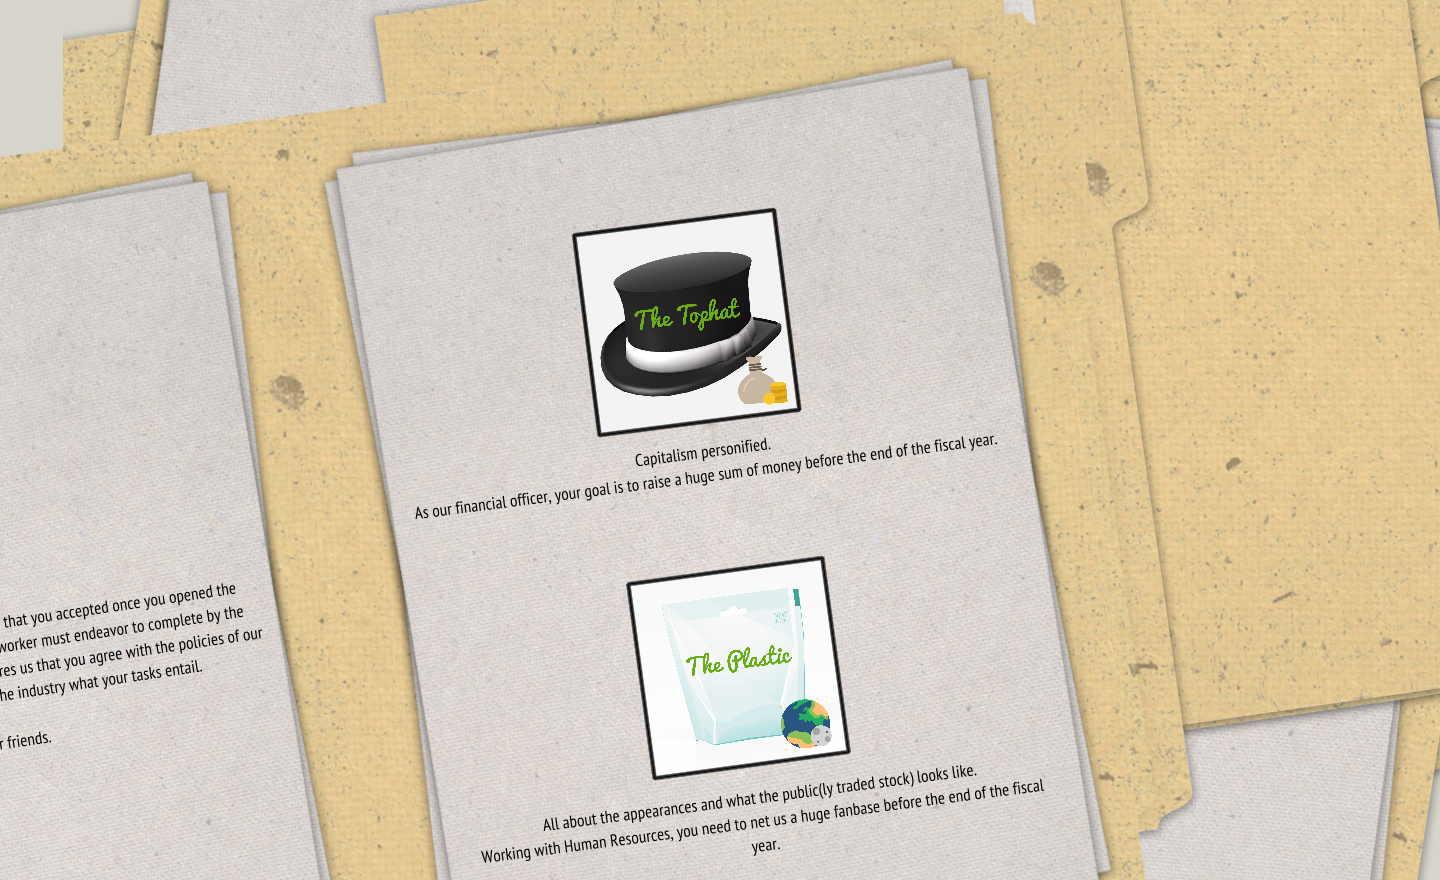 that you accepted once you opened the
worker must endeavor to complete by the
res us that you agree with the policies of our
he industry what your tasks entail.
r friends.
The Tophat
Capitalism personified.
As our financial officer, your goal is to raise a huge sum of money before the end of the fiscal year.
The Plastic
All about the appearances and what the public(ly traded stock) looks like.
Working with Human Resources, you need to net us a huge fanbase before the end of the fiscal
year.